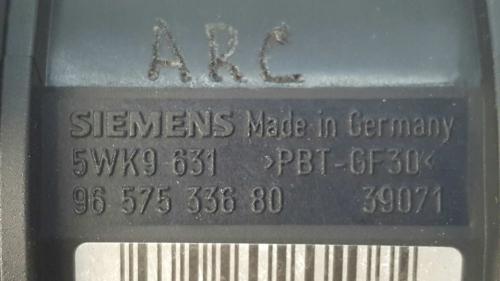 ARC
SIEMENS Made in Germany
5WK9 631 >PBT-GF30<
96 575 336 80 39071